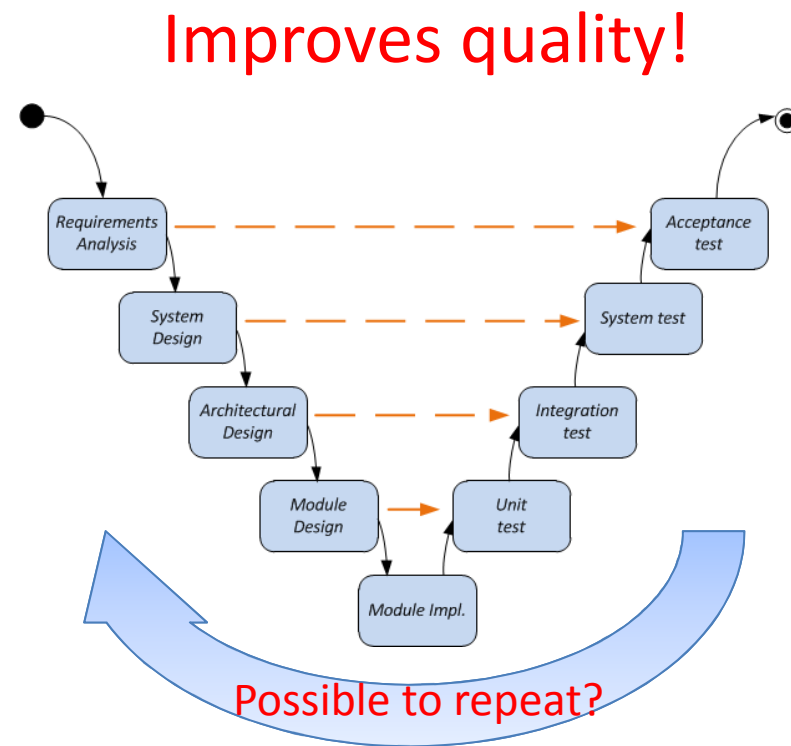 Improves quality!
Requirements
Analysis
Acceptance
test
System
Design
System test
Architectural
Design
Integration
test
Module
Design
Unit
test
Module Impl.
Possible to repeat?